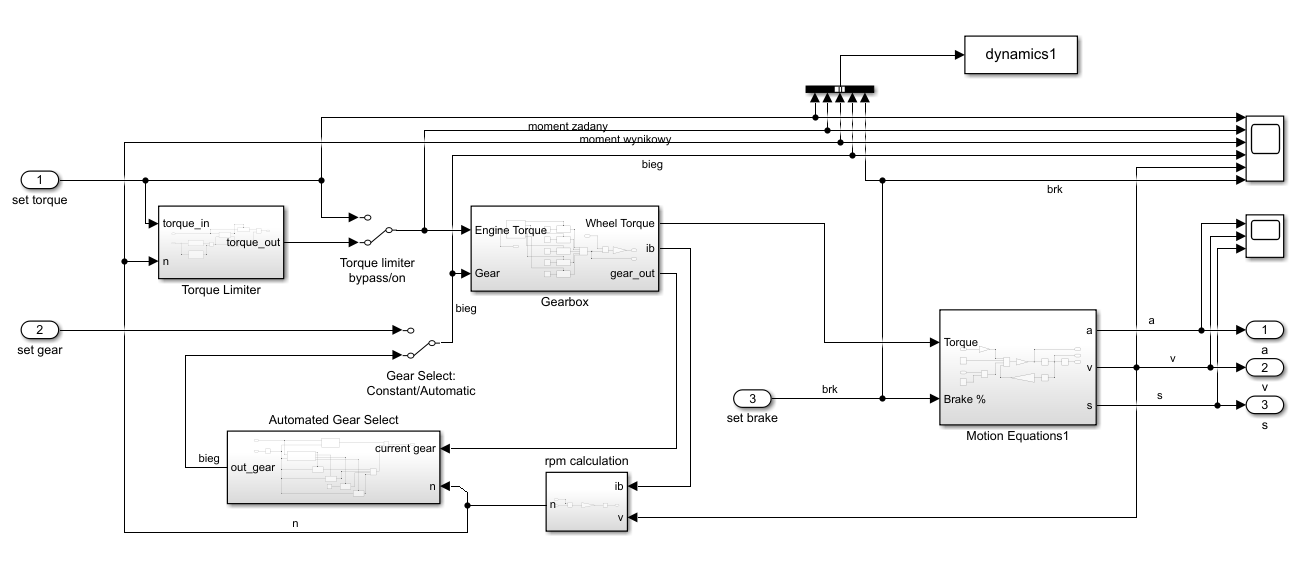 dynamics1
moment zadany
moment wynikowy
bieg
brk
1
set torque
torque_in
torque_out
n
Torque Limiter
Torque limiter
bypass/on
Engine Torque
Gear
Wheel Torque
ib
gear_out
Gearbox
bieg
2
set gear
Gear Select:
Constant/Automatic
3
set brake
brk
Torque
Brake %
a
v
s
Motion Equations1
a
v
s
1
a
2
v
3
s
Automated Gear Select
bieg
out_gear
current gear
n
rpm calculation
n
ib
v
n